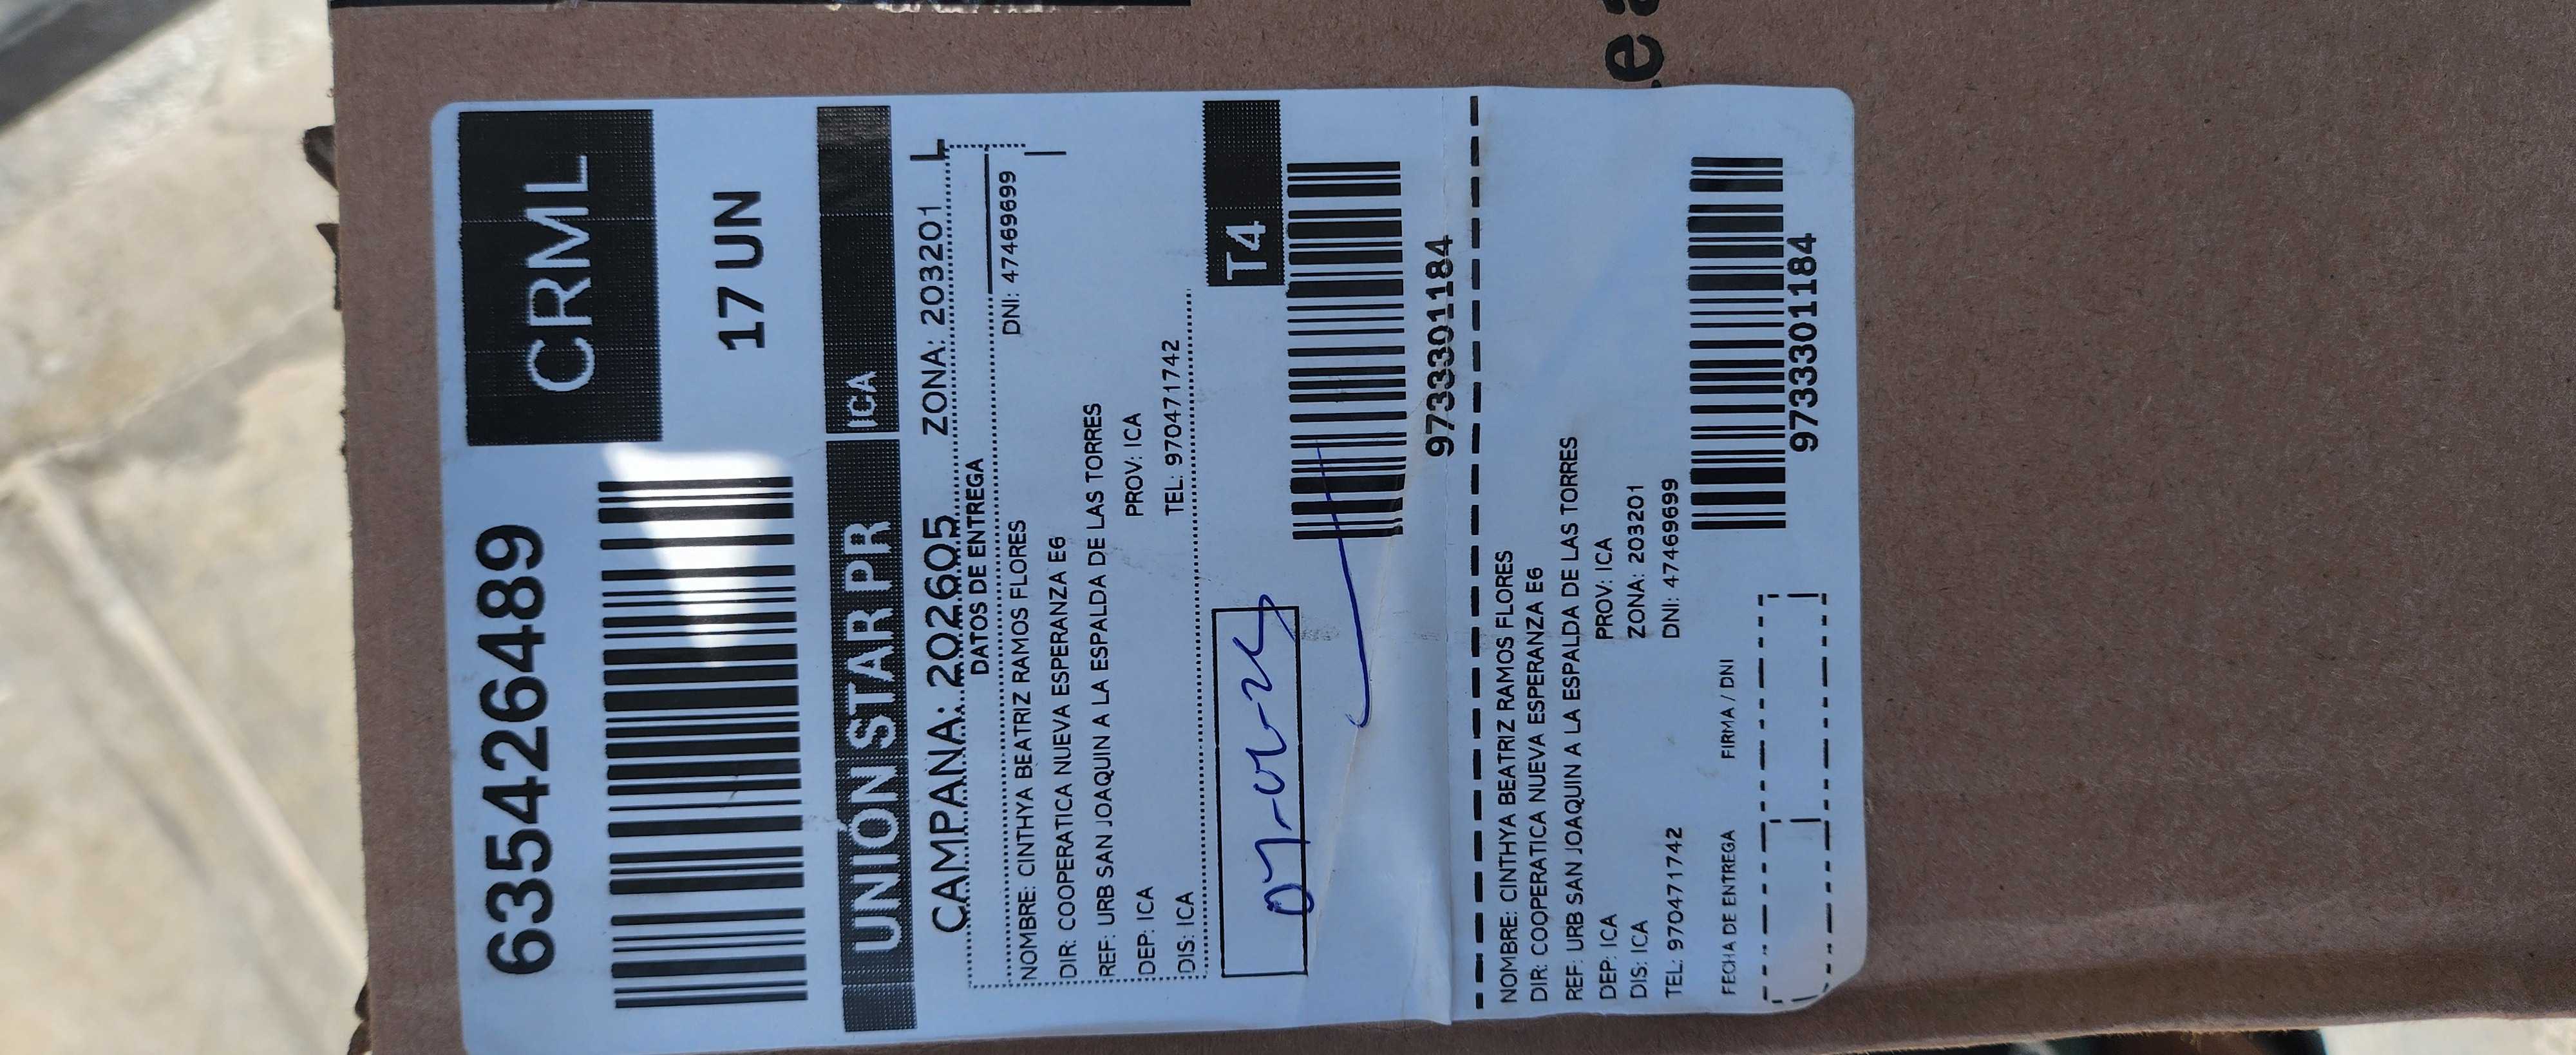 6354426489
CRML
17 UN
UNIÓN STAR PR
ICA
CAMPANA: 202605
ZONA: 203201
L
DATOS DE ENTREGA
DNI: 47469699
NOMBRE: CINTHYA BEATRIZ RAMOS FLORES
DIR: COOPERATICA NUEVA ESPERANZA E6
REF: URB SAN JOAQUIN A LA ESPALDA DE LAS TORRES
DEP: ICA
PROV: ICA
DIS: ICA
TEL: 970471742
T4
9733301184
NOMBRE: CINTHYA BEATRIZ RAMOS FLORES
DIR: COOPERATICA NUEVA ESPERANZA E6
REF: URB SAN JOAQUIN A LA ESPALDA DE LAS TORRES
DEP: ICA
PROV: ICA
DIS: ICA
ZONA: 203201
TEL: 970471742
DNI: 47469699
FECHA DE ENTREGA
FIRMA / DNI
9733301184